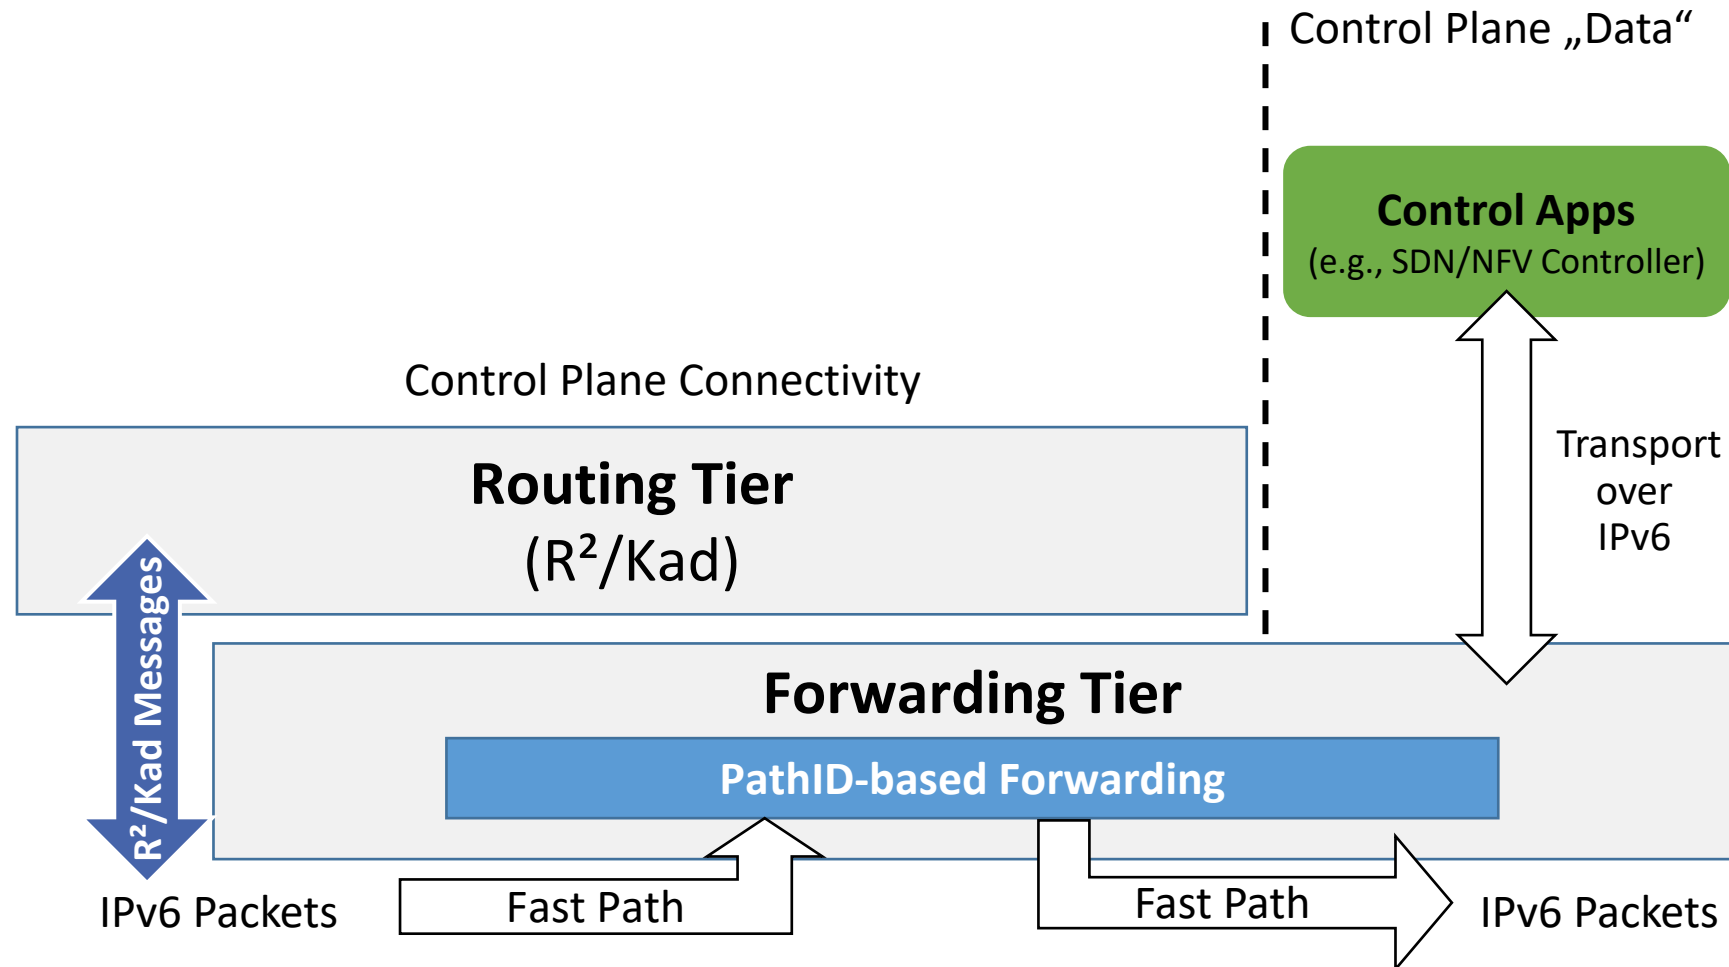 Control Plane „Data“
Control Apps
(e.g., SDN/NFV Controller)
Control Plane Connectivity
Transport
over
IPv6
Routing Tier
(R²/Kad)
R²/Kad Messages
Forwarding Tier
PathID-based Forwarding
IPv6 Packets
Fast Path
Fast Path
IPv6 Packets